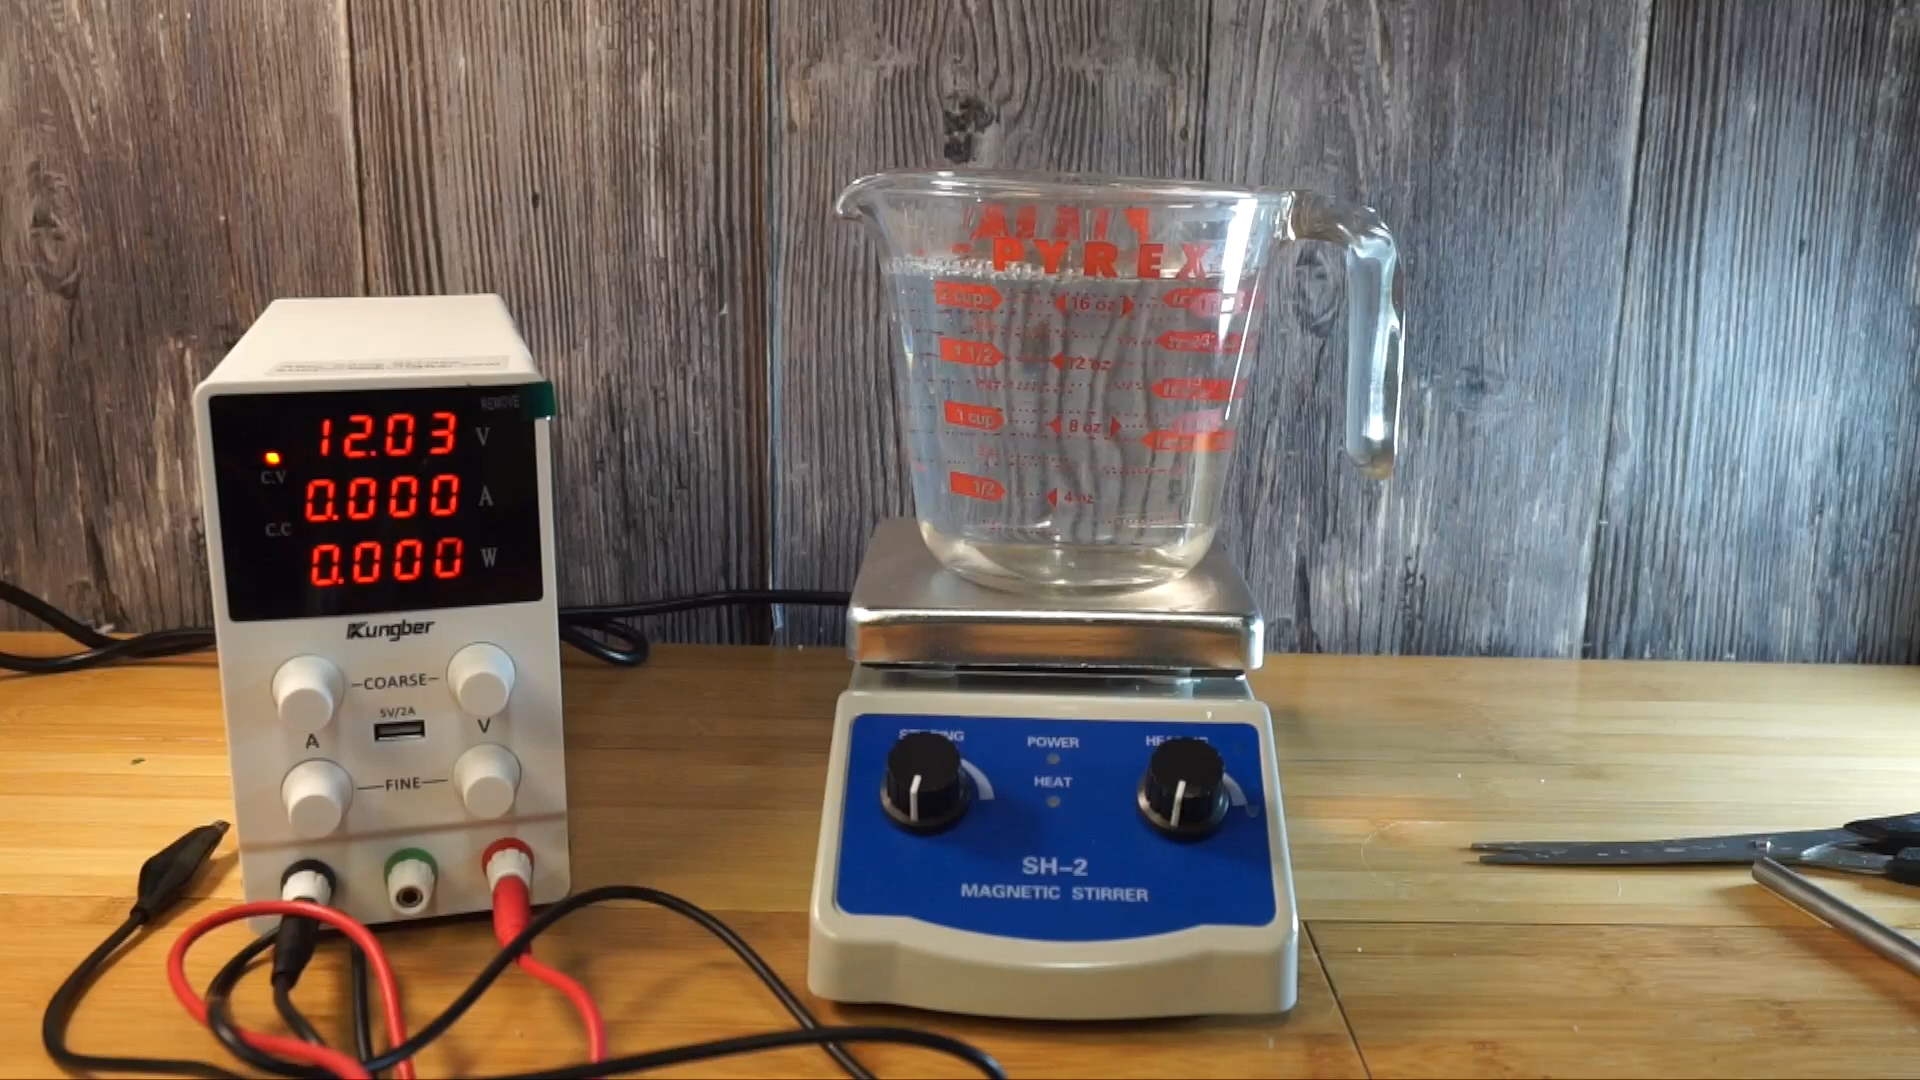 REMOVE
12.03 V
C.V
0.000 A
C.C
0.000 W
Kungber
COARSE
5V/2A
A
V
FINE
PYREX
2 cups
16 oz
1 1/2
12 oz
1 cup
8 oz
1/2
4 oz
POWER
HEAT
SH-2
MAGNETIC STIRRER